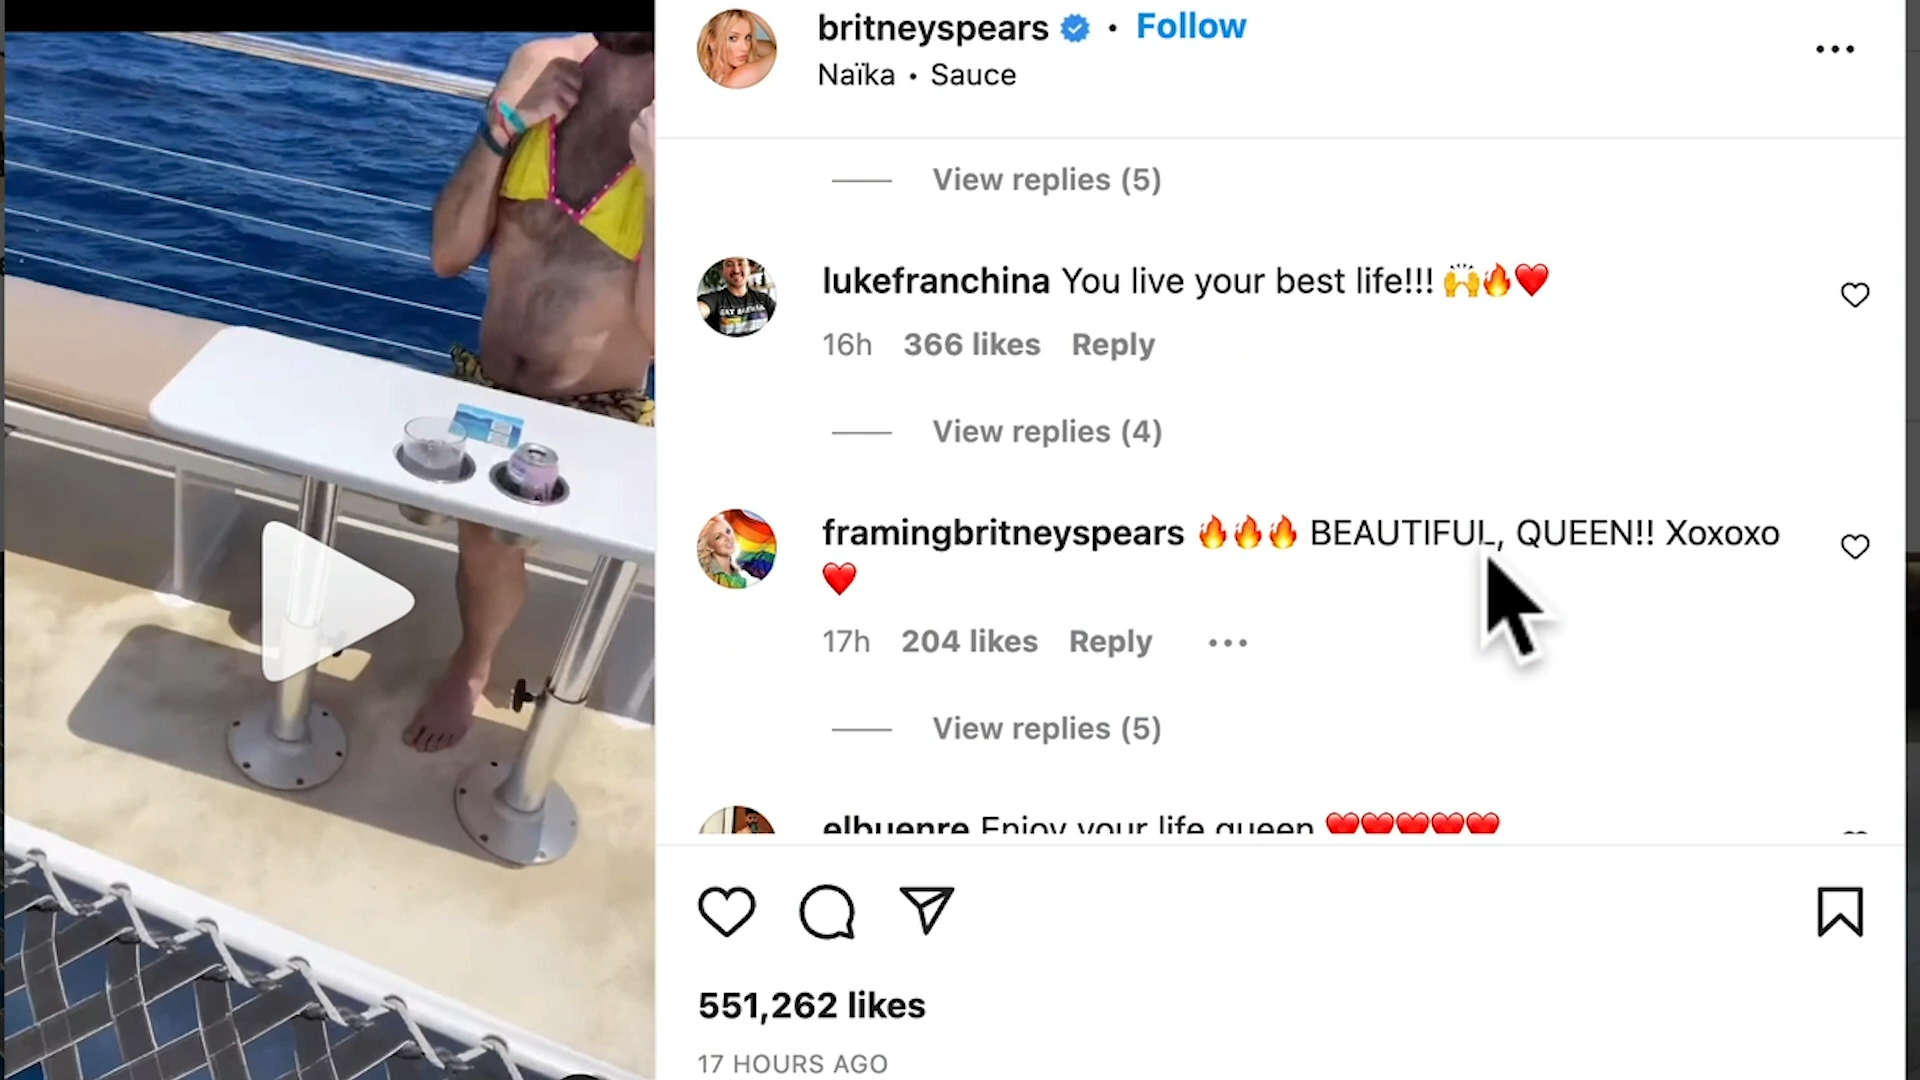 britneyspears • Follow
Naïka • Sauce
View replies (5)
lukefranchina You live your best life!!! 🙌🔥❤️
16h 366 likes Reply
View replies (4)
framingbritneyspears 🔥🔥🔥 BEAUTIFUL, QUEEN!! Xoxoxo
❤️
17h 204 likes Reply
View replies (5)
elbuenre Enjoy your life queen ❤️❤️❤️❤️❤️
551,262 likes
17 HOURS AGO